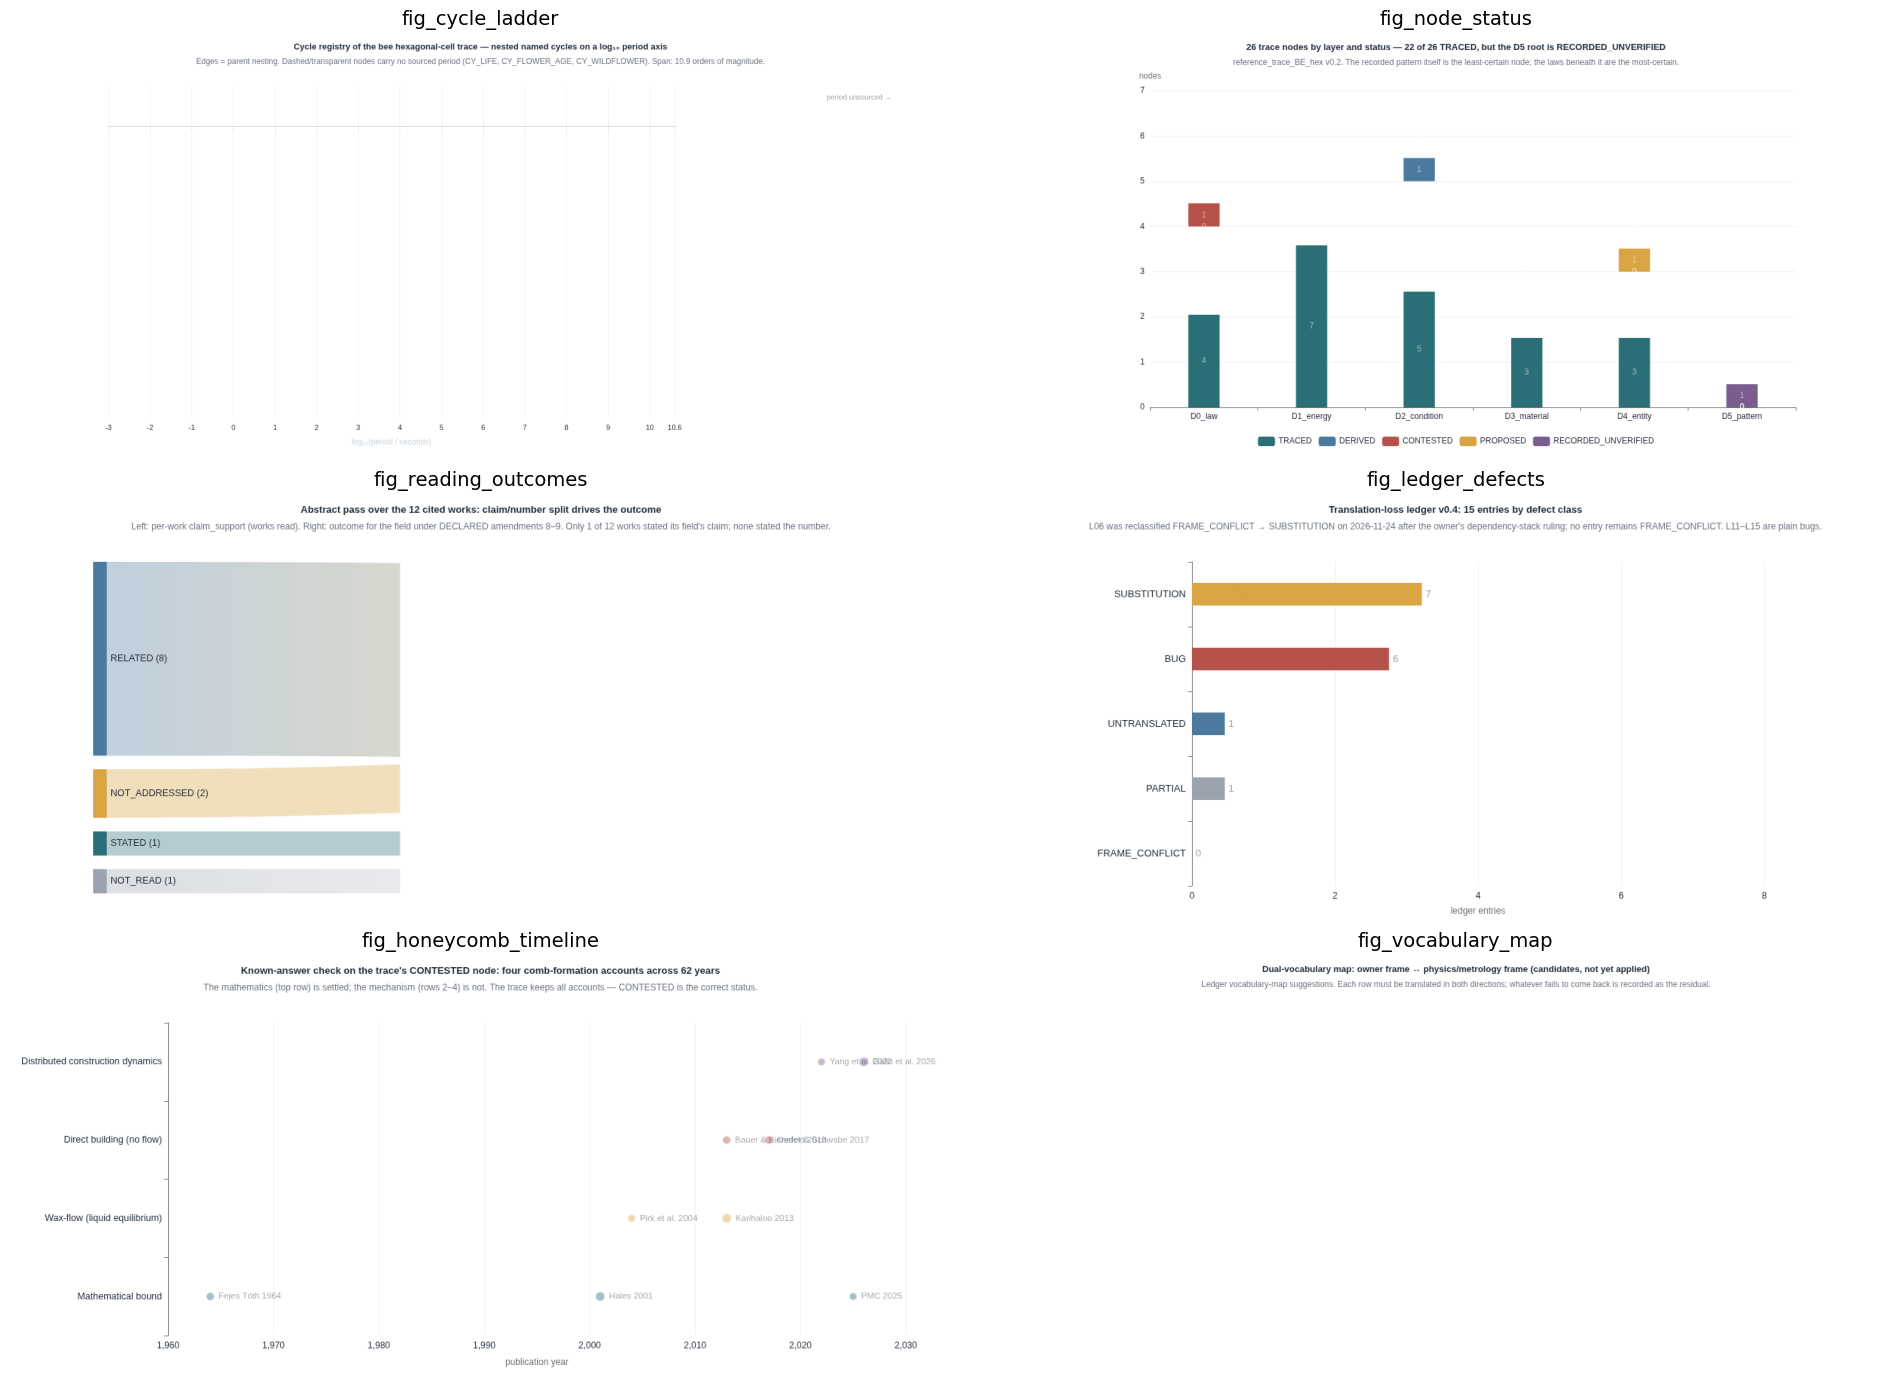 fig_cycle_ladder
Cycle registry of the bee hexagonal-cell trace — nested named cycles on a log₁₀ period axis
Edges = parent nesting. Dashed/transparent nodes carry no sourced period (CY_LIFE, CY_FLOWER_AGE, CY_WILDFLOWER). Span: 10.9 orders of magnitude.
period unsourced →
-3 -2 -1 0 1 2 3 4 5 6 7 8 9 10 10.6
log₁₀(period / seconds)
fig_node_status
26 trace nodes by layer and status — 22 of 26 TRACED, but the D5 root is RECORDED_UNVERIFIED
reference_trace_BE_hex v0.2. The recorded pattern itself is the least-certain node; the laws beneath it are the most-certain.
nodes
7
6
5
4
3
2
1
0
1
1
0
1
0
4
7
5
3
3
1
0
D0_law D1_energy D2_condition D3_material D4_entity D5_pattern
TRACED DERIVED CONTESTED PROPOSED RECORDED_UNVERIFIED
fig_reading_outcomes
Abstract pass over the 12 cited works: claim/number split drives the outcome
Left: per-work claim_support (works read). Right: outcome for the field under DECLARED amendments 8–9. Only 1 of 12 works stated its field's claim; none stated the number.
RELATED (8)
NOT_ADDRESSED (2)
STATED (1)
NOT_READ (1)
fig_ledger_defects
Translation-loss ledger v0.4: 15 entries by defect class
L06 was reclassified FRAME_CONFLICT → SUBSTITUTION on 2026-11-24 after the owner's dependency-stack ruling; no entry remains FRAME_CONFLICT. L11–L15 are plain bugs.
SUBSTITUTION 7
BUG 6
UNTRANSLATED 1
PARTIAL 1
FRAME_CONFLICT 0
0 2 4 6 8
ledger entries
fig_honeycomb_timeline
Known-answer check on the trace's CONTESTED node: four comb-formation accounts across 62 years
The mathematics (top row) is settled; the mechanism (rows 2–4) is not. The trace keeps all accounts — CONTESTED is the correct status.
Distributed construction dynamics Yang et al. 2022 et al. 2026
Direct building (no flow) Bauer & 2013 2017
Wax-flow (liquid equilibrium) Pirk et al. 2004 Karihaloo 2013
Mathematical bound Fejes Tóth 1964 Hales 2001 PMC 2025
1,960 1,970 1,980 1,990 2,000 2,010 2,020 2,030
publication year
fig_vocabulary_map
Dual-vocabulary map: owner frame ↔ physics/metrology frame (candidates, not yet applied)
Ledger vocabulary-map suggestions. Each row must be translated in both directions; whatever fails to come back is recorded as the residual.